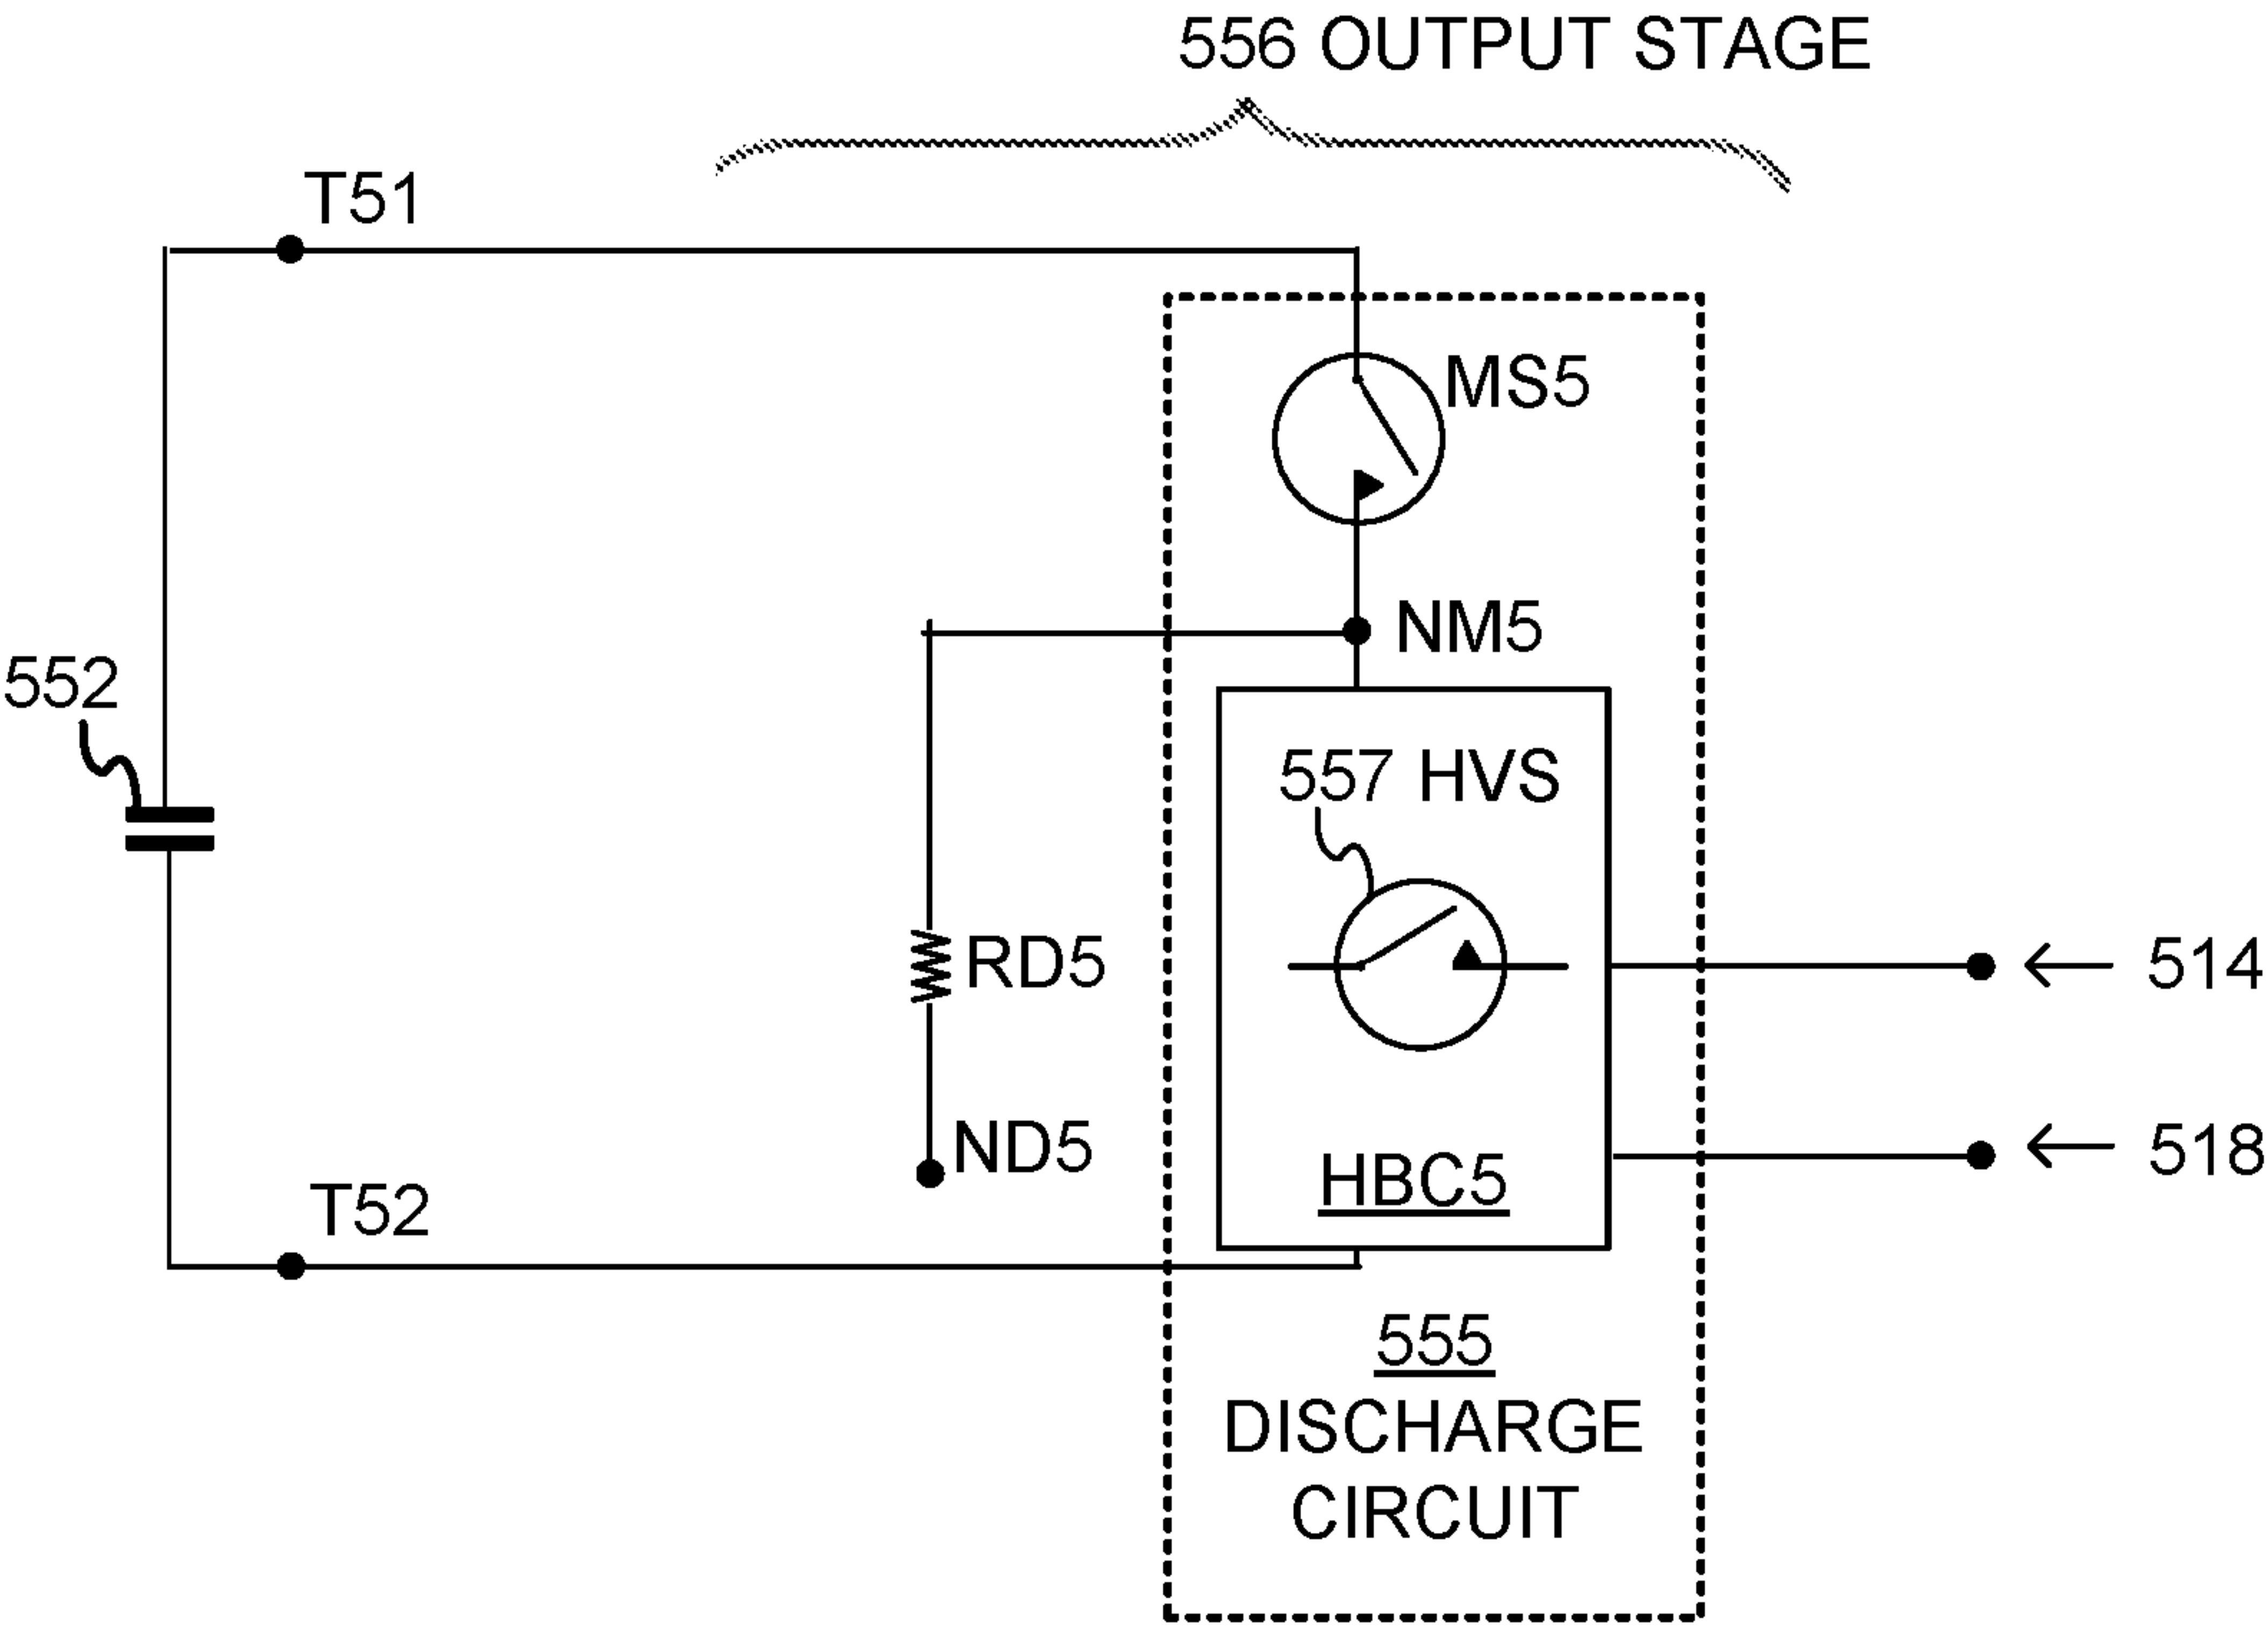 556 OUTPUT STAGE
T51
MS5
NM5
552
557 HVS
RD5
514
ND5
518
HBC5
T52
555
DISCHARGE
CIRCUIT